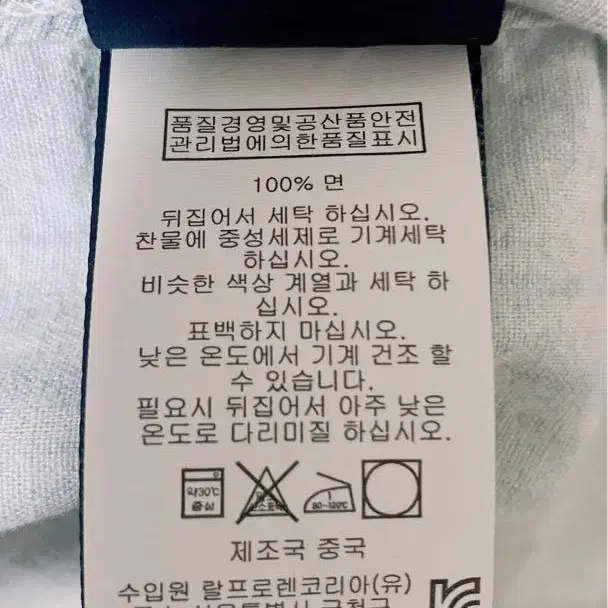 품질경영및공산품안전
관리법에의한품질표시
100% 면
뒤집어서 세탁 하십시오.
찬물에 중성세제로 기계세탁
하십시오.
비슷한 색상 계열과 세탁 하
십시오.
표백하지 마십시오.
낮은 온도에서 기계 건조 할
수 있습니다.
필요시 뒤집어서 아주 낮은
온도로 다리미질 하십시오.
약30℃
중성
1
80~120℃
제조국 중국
수입원 랄프로렌코리아(유)